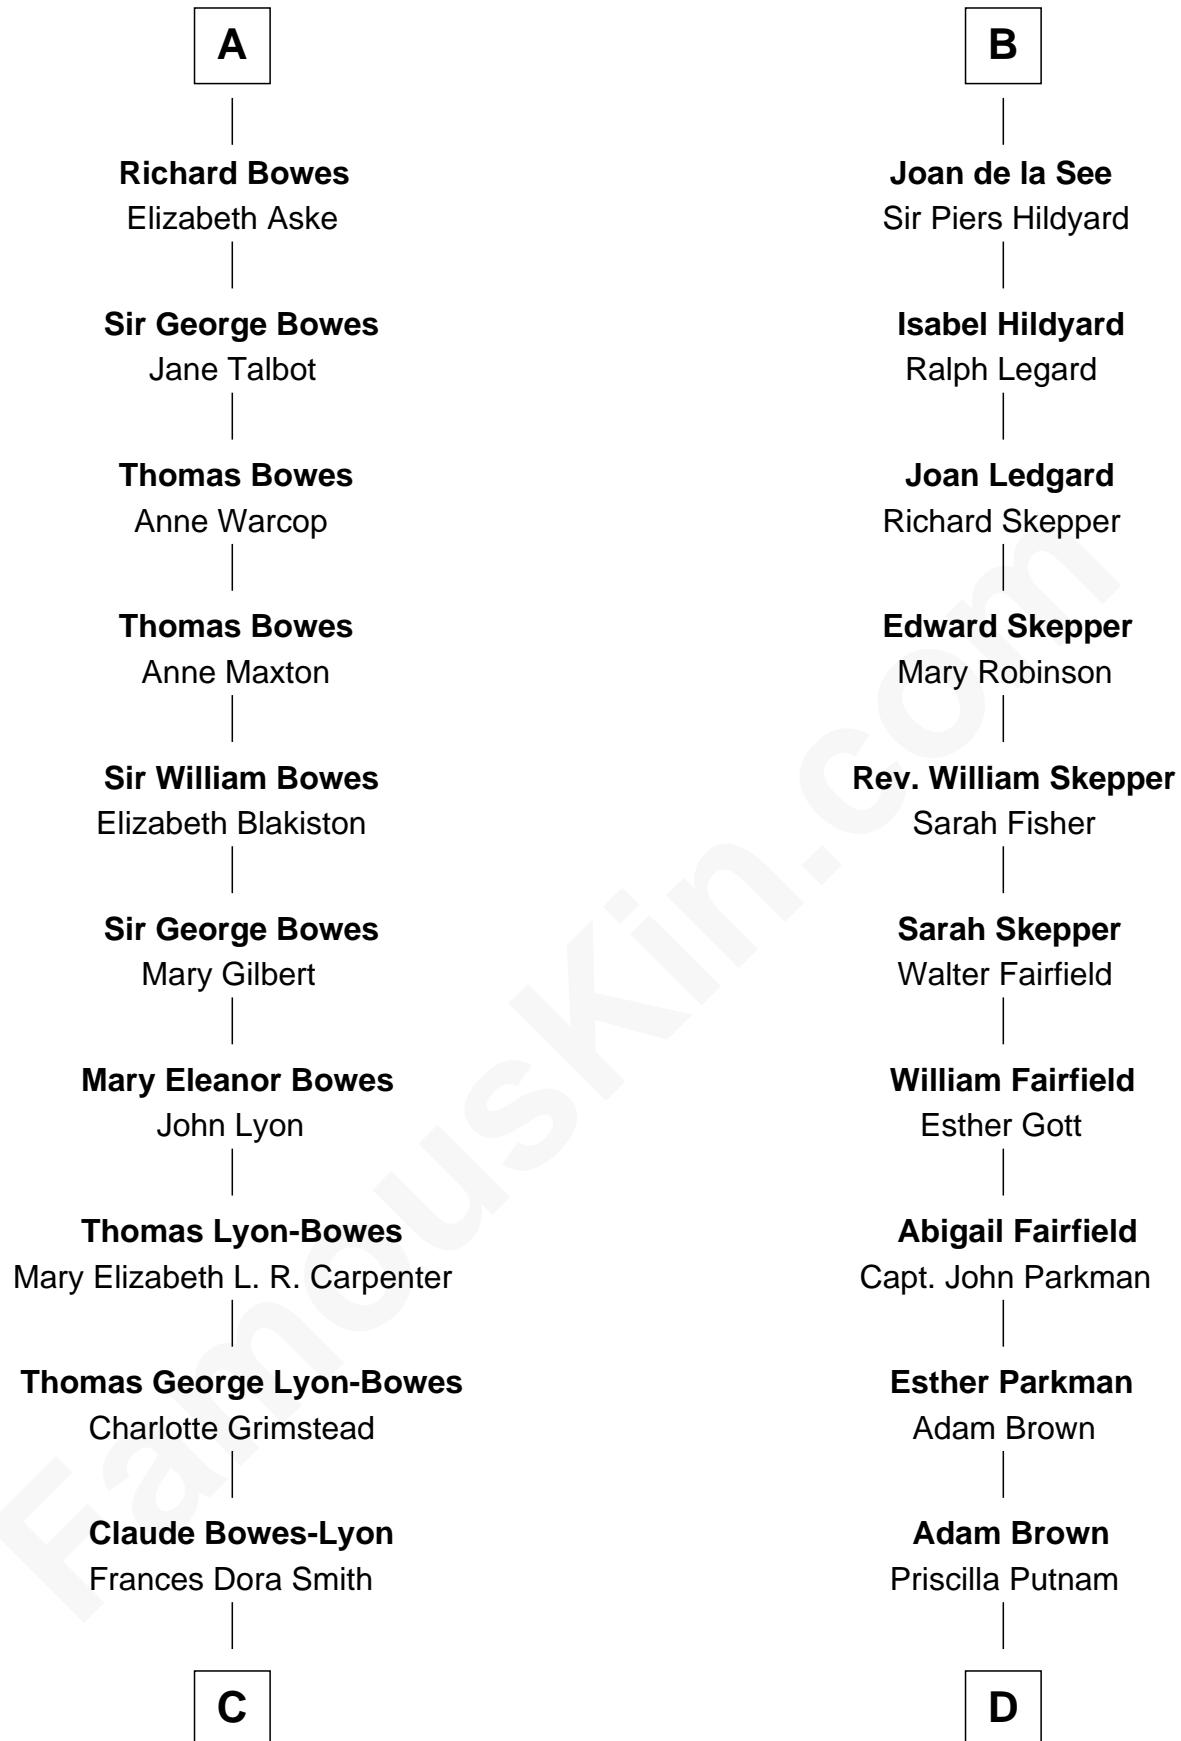 A
Richard Bowes
Elizabeth Aske
Sir George Bowes
Jane Talbot
Thomas Bowes
Anne Warcop
Thomas Bowes
Anne Maxton
Sir William Bowes
Elizabeth Blakiston
Sir George Bowes
Mary Gilbert
Mary Eleanor Bowes
John Lyon
Thomas Lyon-Bowes
Mary Elizabeth L. R. Carpenter
Thomas George Lyon-Bowes
Charlotte Grimstead
Claude Bowes-Lyon
Frances Dora Smith
C
B
Joan de la See
Sir Piers Hildyard
Isabel Hildyard
Ralph Legard
Joan Ledgard
Richard Skepper
Edward Skepper
Mary Robinson
Rev. William Skepper
Sarah Fisher
Sarah Skepper
Walter Fairfield
William Fairfield
Esther Gott
Abigail Fairfield
Capt. John Parkman
Esther Parkman
Adam Brown
Adam Brown
Priscilla Putnam
D
FamousKin.com